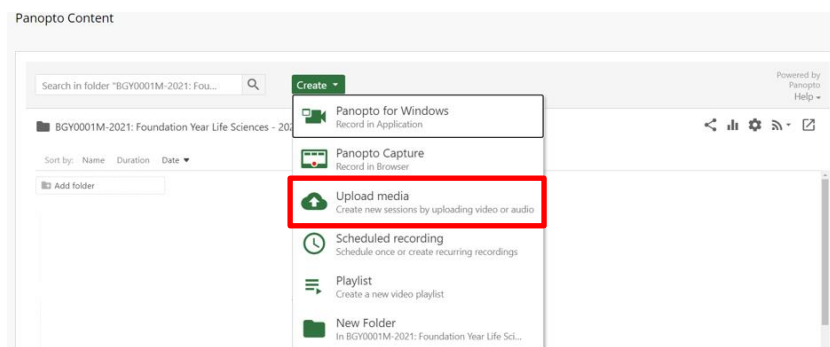 Panopto Content
Search in folder "BGY0001M-2021: Fou...
Create
Powered by
Panopto
Help
BGY0001M-2021: Foundation Year Life Sciences - 202
Sort by: Name Duration Date
Add folder
Panopto for Windows
Record in Application
Panopto Capture
Record in Browser
Upload media
Create new sessions by uploading video or audio
Scheduled recording
Schedule once or create recurring recordings
Playlist
Create a new video playlist
New Folder
In BGY0001M-2021: Foundation Year Life Sci...